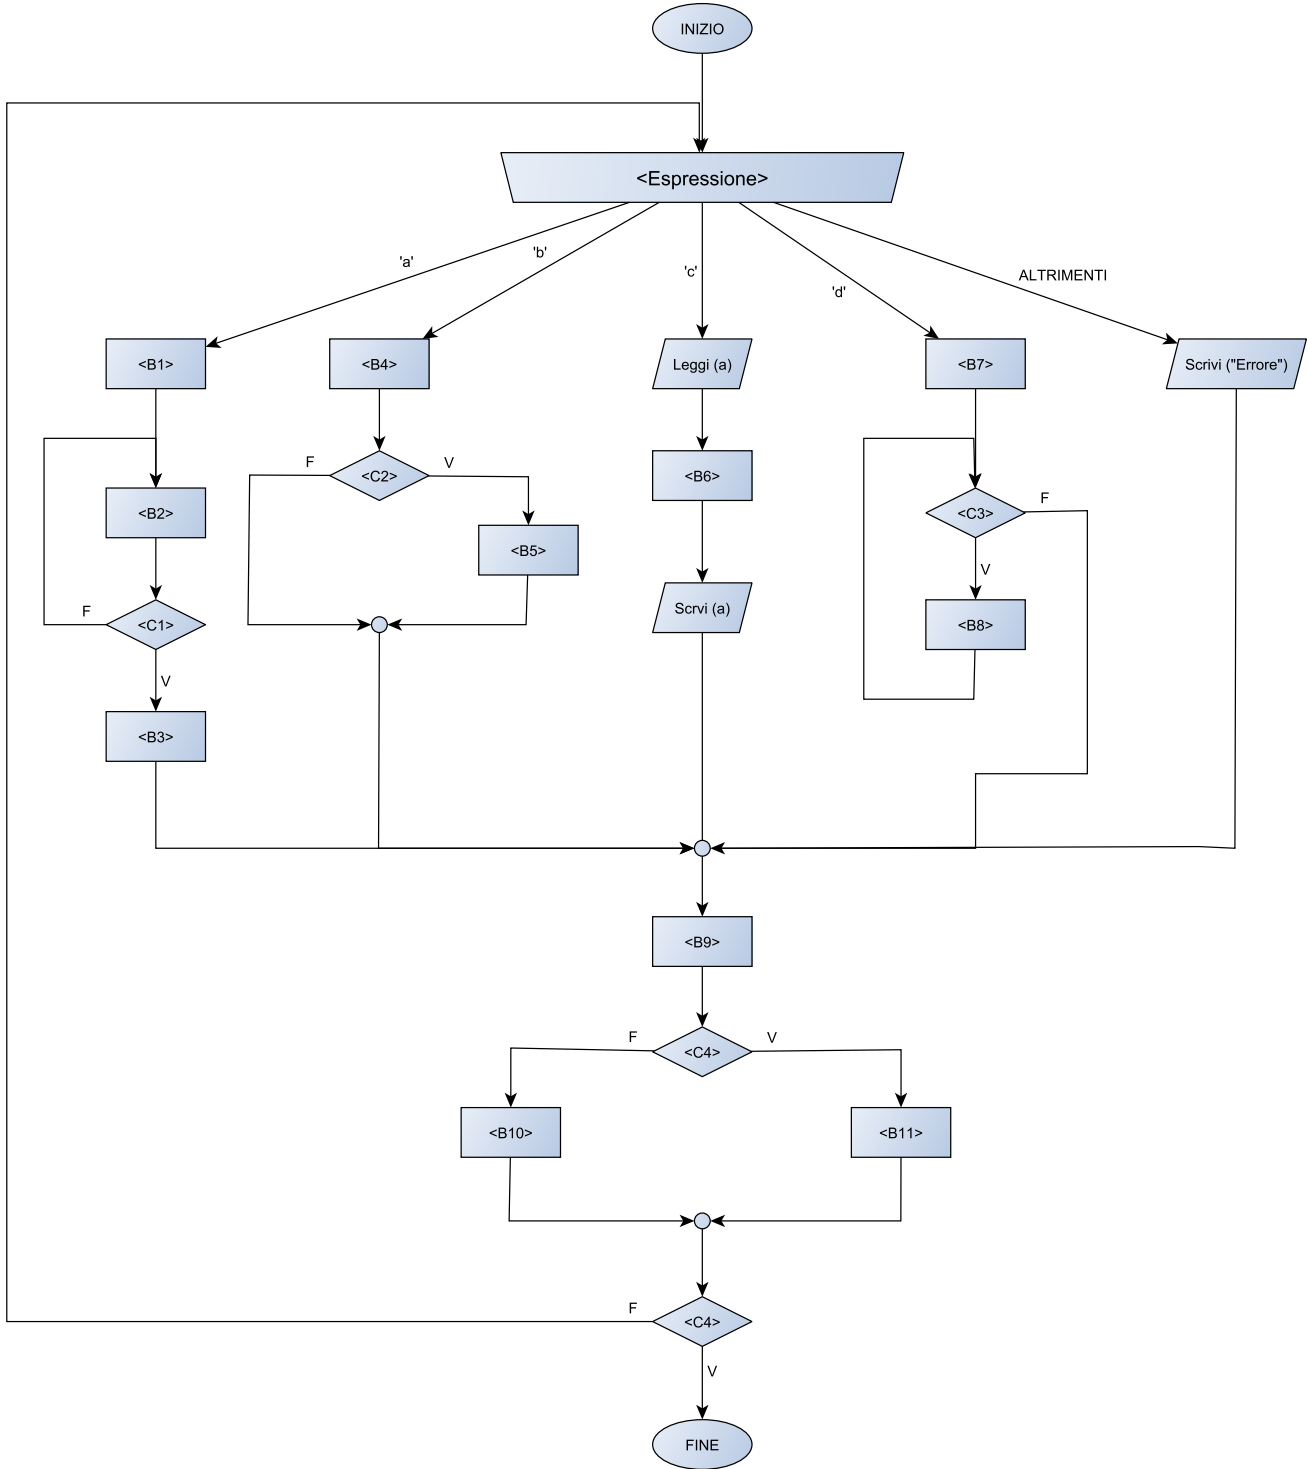 INIZIO
<Espressione>
'a'
'b'
'c'
'd'
ALTRIMENTI
<B1>
<B4>
Leggi (a)
<B7>
Scrivi ("Errore")
F
<C2>
V
<B6>
<B2>
<C3>
F
<B5>
V
F
<C1>
Scrvi (a)
<B8>
V
<B3>
<B9>
F
<C4>
V
<B10>
<B11>
F
<C4>
V
FINE